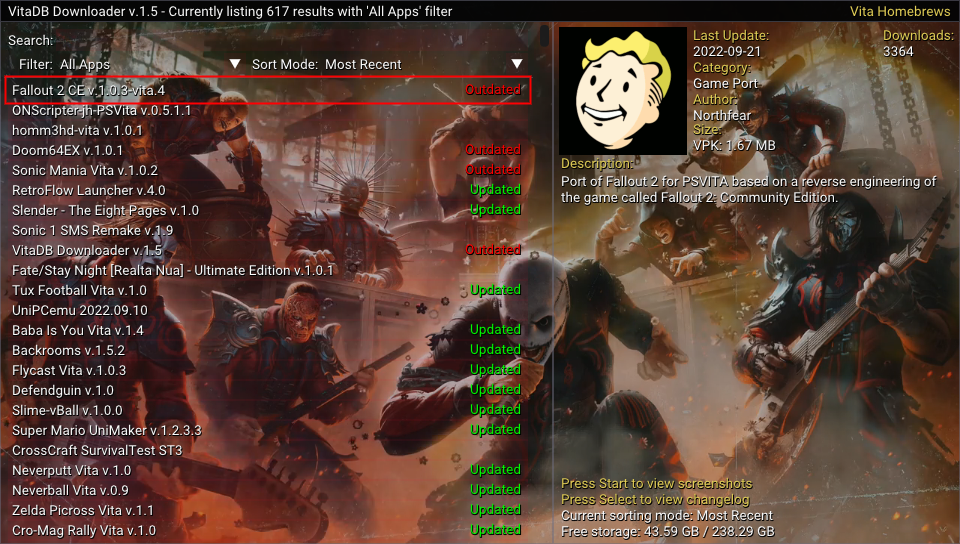 VitaDB Downloader v.1.5 - Currently listing 617 results with 'All Apps' filter
Vita Homebrews
Search:
Filter: All Apps Sort Mode: Most Recent
Fallout 2 CE v.1.0.3-vita.4 Outdated
ONScripter-jh-PSVita v.0.5.1.1
homm3hd-vita v.1.0.1
Doom64EX v.1.0.1 Outdated
Sonic Mania Vita v.1.0.2 Outdated
RetroFlow Launcher v.4.0 Updated
Slender - The Eight Pages v.1.0 Updated
Sonic 1 SMS Remake v.1.9
VitaDB Downloader v.1.5 Outdated
Fate/Stay Night [Realta Nua] - Ultimate Edition v.1.0.1
Tux Football Vita v.1.0 Updated
UniPCemu 2022.09.10
Baba Is You Vita v.1.4 Updated
Backrooms v.1.5.2 Updated
Flycast Vita v.1.0.3 Updated
Defendguin v.1.0 Updated
Slime-vBall v.1.0.0 Updated
Super Mario UniMaker v.1.2.3.3 Updated
CrossCraft SurvivalTest ST3
Neverputt Vita v.1.0 Updated
Neverball Vita v.0.9 Updated
Zelda Picross Vita v.1.1 Updated
Cro-Mag Rally Vita v.1.0 Updated
Last Update:
2022-09-21
Category:
Game Port
Author:
Northfear
Size:
VPK: 1.67 MB
Downloads:
3364
Description:
Port of Fallout 2 for PSVITA based on a reverse engineering of
the game called Fallout 2: Community Edition.
Press Start to view screenshots
Press Select to view changelog
Current sorting mode: Most Recent
Free storage: 43.59 GB / 238.29 GB